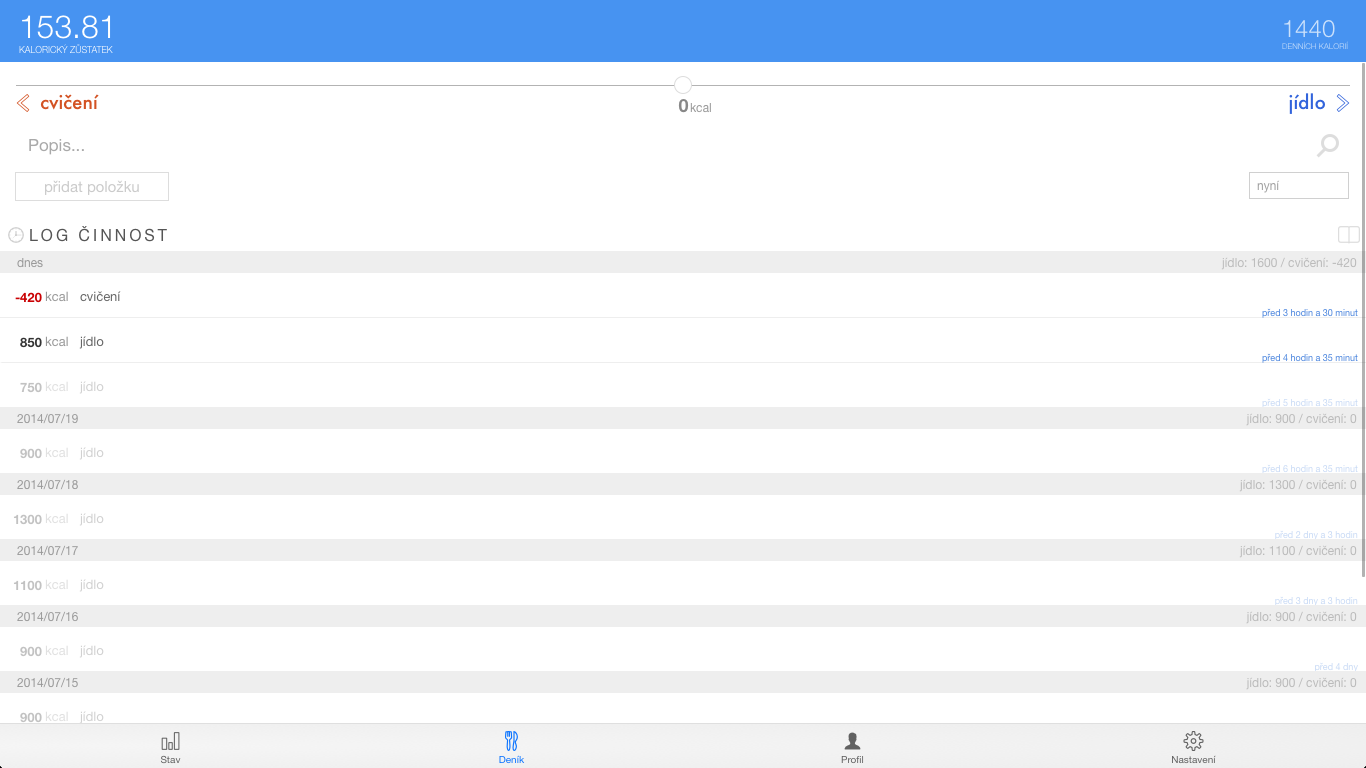 153.81
KALORICKÝ ZŮSTATEK
1440
DENNÍCH KALORIÍ
cvičení
0 kcal
jídlo
Popis...
přidat položku
nyní
LOG ČINNOST
dnes
jídlo: 1600 / cvičení: -420
-420 kcal cvičení
před 3 hodin a 30 minut
850 kcal jídlo
před 4 hodin a 35 minut
750 kcal jídlo
před 5 hodin a 35 minut
2014/07/19
jídlo: 900 / cvičení: 0
900 kcal jídlo
před 6 hodin a 35 minut
2014/07/18
jídlo: 1300 / cvičení: 0
1300 kcal jídlo
před 2 dny a 3 hodin
2014/07/17
jídlo: 1100 / cvičení: 0
1100 kcal jídlo
před 3 dny a 3 hodin
2014/07/16
jídlo: 900 / cvičení: 0
900 kcal jídlo
před 4 dny
2014/07/15
jídlo: 900 / cvičení: 0
900 kcal jídlo
Stav
Deník
Profil
Nastavení